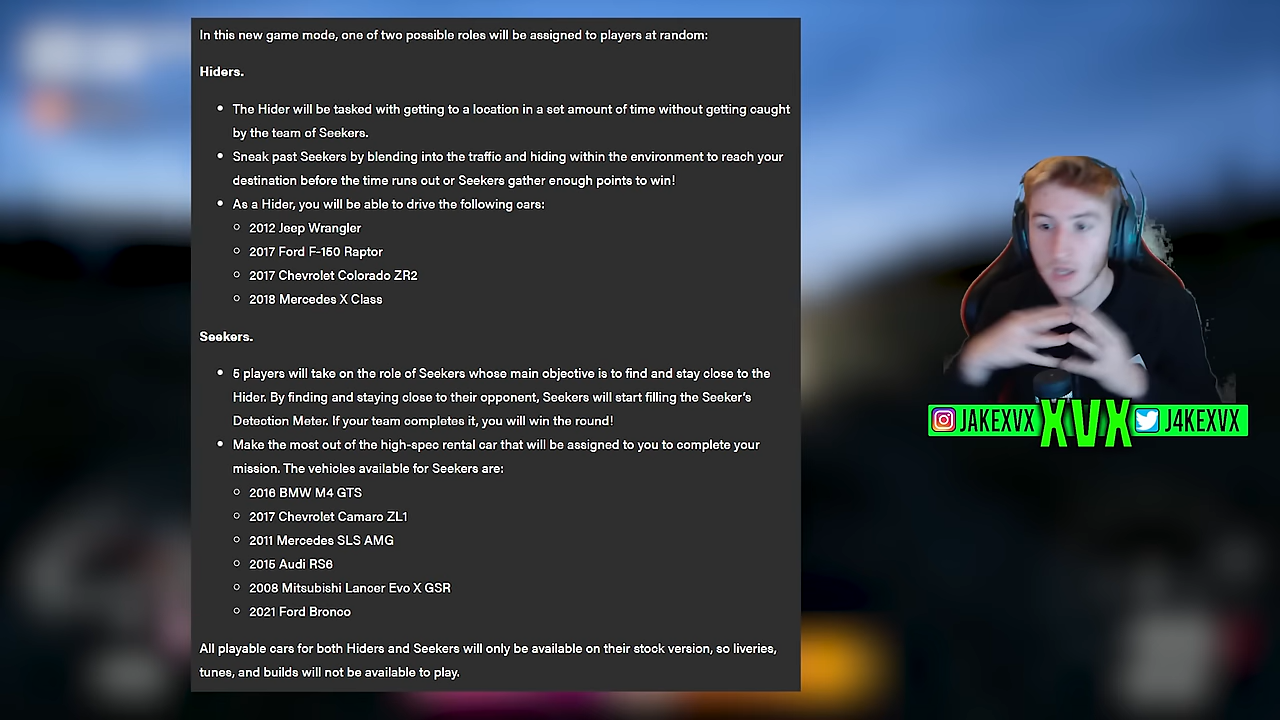 In this new game mode, one of two possible roles will be assigned to players at random:
Hiders.
• The Hider will be tasked with getting to a location in a set amount of time without getting caught
by the team of Seekers.
• Sneak past Seekers by blending into the traffic and hiding within the environment to reach your
destination before the time runs out or Seekers gather enough points to win!
• As a Hider, you will be able to drive the following cars:
○ 2012 Jeep Wrangler
○ 2017 Ford F-150 Raptor
○ 2017 Chevrolet Colorado ZR2
○ 2018 Mercedes X Class
Seekers.
• 5 players will take on the role of Seekers whose main objective is to find and stay close to the
Hider. By finding and staying close to their opponent, Seekers will start filling the Seeker's
Detection Meter. If your team completes it, you will win the round!
• Make the most out of the high-spec rental car that will be assigned to you to complete your
mission. The vehicles available for Seekers are:
○ 2016 BMW M4 GTS
○ 2017 Chevrolet Camaro ZL1
○ 2011 Mercedes SLS AMG
○ 2015 Audi RS6
○ 2008 Mitsubishi Lancer Evo X GSR
○ 2021 Ford Bronco
All playable cars for both Hiders and Seekers will only be available on their stock version, so liveries,
tunes, and builds will not be available to play.
JAKEXVX XVX J4KEXVX